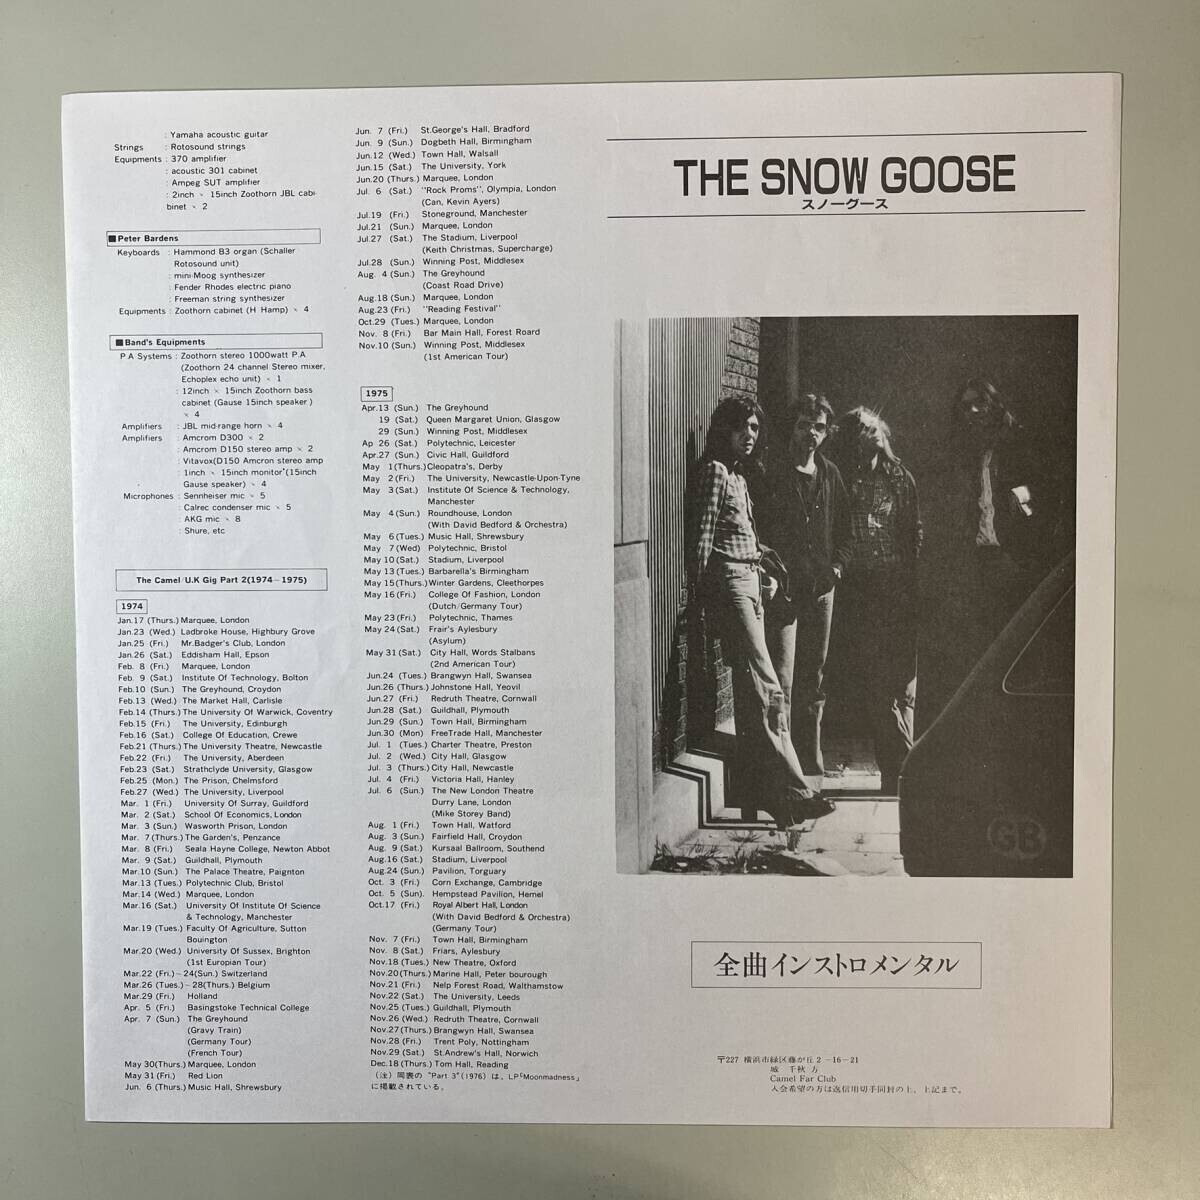 : Yamaha acoustic guitar
Strings : Rotosound strings
Equipments : 370 amplifier
: acoustic 301 cabinet
: Ampeg SUT amplifier
: 2inch × 15inch Zoothorn JBL cabi-
binet × 2
■Peter Bardens
Keyboards : Hammond B3 organ (Schaller
Rotosound unit)
: mini-Moog synthesizer
: Fender Rhodes electric piano
: Freeman string synthesizer
Equipments : Zoothorn cabinet (H Hamp) × 4
■Band's Equipments
P A Systems : Zoothorn stereo 1000watt P.A
(Zoothorn 24 channel Stereo mixer,
Echoplex echo unit) × 1
: 12inch × 15inch Zoothorn bass
cabinet (Gause 15inch speaker)
× 4
Amplifiers : JBL mid-range horn × 4
Amplifiers : Amcrom D300 × 2
: Amcrom D150 stereo amp × 2
: Vitavox(D150 Amcron stereo amp
: 1inch × 15inch monitor"(15inch
Gause speaker) × 4
Microphones : Sennheiser mic × 5
: Calrec condenser mic × 5
: AKG mic × 8
: Shure, etc
The Camel/U.K Gig Part 2(1974-1975)
1974
Jan.17 (Thurs.) Marquee, London
Jan.23 (Wed.) Ladbroke House, Highbury Grove
Jan.25 (Fri.) Mr.Badger's Club, London
Jan.26 (Sat.) Eddisham Hall, Epson
Feb. 8 (Fri.) Marquee, London
Feb. 9 (Sat.) Institute Of Technology, Bolton
Feb.10 (Sun.) The Greyhound, Croydon
Feb.13 (Wed.) The Market Hall, Carlisle
Feb.14 (Thurs.) The University Of Warwick, Coventry
Feb.15 (Fri.) The University, Edinburgh
Feb.16 (Sat.) College Of Education, Crewe
Feb.21 (Thurs.) The University Theatre, Newcastle
Feb.22 (Fri.) The University, Aberdeen
Feb.23 (Sat.) Strathclyde University, Glasgow
Feb.25 (Mon.) The Prison, Chelmsford
Feb.27 (Wed.) The University, Liverpool
Mar. 1 (Fri.) University Of Surray, Guildford
Mar. 2 (Sat.) School Of Economics, London
Mar. 3 (Sun.) Wasworth Prison, London
Mar. 7 (Thurs.) The Garden's, Penzance
Mar. 8 (Fri.) Seala Hayne College, Newton Abbot
Mar. 9 (Sat.) Guildhall, Plymouth
Mar.10 (Sun.) The Palace Theatre, Paignton
Mar.13 (Tues.) Polytechnic Club, Bristol
Mar.14 (Wed.) Marquee, London
Mar.16 (Sat.) University Of Institute Of Science
& Technology, Manchester
Mar.19 (Tues.) Faculty Of Agriculture, Sutton
Bouington
Mar.20 (Wed.) University Of Sussex, Brighton
(1st Europian Tour)
Mar.22 (Fri.)-24(Sun.) Switzerland
Mar.26 (Tues.)-28(Thurs.) Belgium
Mar.29 (Fri.) Holland
Apr. 5 (Fri.) Basingstoke Technical College
Apr. 7 (Sun.) The Greyhound
(Gravy Train)
(Germany Tour)
(French Tour)
May 30(Thurs.) Marquee, London
May 31(Fri.) Red Lion
Jun. 6 (Thurs.) Music Hall, Shrewsbury
Jun. 7 (Fri.) St.George's Hall, Bradford
Jun. 9 (Sun.) Dogbeth Hall, Birmingham
Jun.12 (Wed.) Town Hall, Walsall
Jun.15 (Sat.) The University, York
Jun.20 (Thurs.) Marquee, London
Jul. 6 (Sat.) "Rock Proms", Olympia, London
(Can, Kevin Ayers)
Jul.19 (Fri.) Stoneground, Manchester
Jul.21 (Sun.) Marquee, London
Jul.27 (Sat.) The Stadium, Liverpool
(Keith Christmas, Supercharge)
Jul.28 (Sun.) Winning Post, Middlesex
Aug. 4 (Sun.) The Greyhound
(Coast Road Drive)
Aug.18 (Sun.) Marquee, London
Aug.23 (Fri.) "Reading Festival"
Oct.29 (Tues.) Marquee, London
Nov. 8 (Fri.) Bar Main Hall, Forest Roard
Nov.10 (Sun.) Winning Post, Middlesex
(1st American Tour)
1975
Apr.13 (Sun.) The Greyhound
19 (Sat.) Queen Margaret Union, Glasgow
29 (Sun.) Winning Post, Middlesex
Ap 26 (Sat.) Polytechnic, Leicester
Apr.27 (Sun.) Civic Hall, Guildford
May 1(Thurs.)Cleopatra's, Derby
May 2(Fri.) The University, Newcastle-Upon-Tyne
May 3(Sat.) Institute Of Science & Technology,
Manchester
May 4(Sun.) Roundhouse, London
(With David Bedford & Orchestra)
May 6(Tues.) Music Hall, Shrewsbury
May 7(Wed) Polytechnic, Bristol
May 10(Sat.) Stadium, Liverpool
May 13(Tues.) Barbarella's Birmingham
May 15(Thurs.)Winter Gardens, Cleethorpes
May 16(Fri.) College Of Fashion, London
(Dutch/Germany Tour)
May 23(Fri.) Polytechnic, Thames
May 24(Sat.) Frair's Aylesbury
(Asylum)
May 31(Sat.) City Hall, Words Stalbans
(2nd American Tour)
Jun.24 (Tues.) Brangwyn Hall, Swansea
Jun.26 (Thurs.) Johnstone Hall, Yeovil
Jun.27 (Fri.) Redruth Theatre, Cornwall
Jun.28 (Sat.) Guildhall, Plymouth
Jun.29 (Sun.) Town Hall, Birmingham
Jun.30 (Mon) FreeTrade Hall, Manchester
Jul. 1 (Tues.) Charter Theatre, Preston
Jul. 2 (Wed.) City Hall, Glasgow
Jul. 3 (Thurs.) City Hall, Newcastle
Jul. 4 (Fri.) Victoria Hall, Hanley
Jul. 6 (Sun.) The New London Theatre
Durry Lane, London
(Mike Storey Band)
Aug. 1 (Fri.) Town Hall, Watford
Aug. 3 (Sun.) Fairfield Hall, Croydon
Aug. 9 (Sat.) Kursaal Ballroom, Southend
Aug.16 (Sat.) Stadium, Liverpool
Aug.24 (Sun.) Pavilion, Torguary
Oct. 3 (Fri.) Corn Exchange, Cambridge
Oct. 5 (Sun). Hempstead Pavilion, Hemel
Oct.17 (Fri.) Royal Albert Hall, London
(With David Bedford & Orchestra)
(Germany Tour)
Nov. 7 (Fri.) Town Hall, Birmingham
Nov. 8 (Sat.) Friars, Aylesbury
Nov.18 (Tues.) New Theatre, Oxford
Nov.20(Thurs.) Marine Hall, Peter bourough
Nov.21 (Fri.) Nelp Forest Road, Walthamstow
Nov.22 (Sat.) The University, Leeds
Nov.25 (Tues.) Guildhall, Plymouth
Nov.26 (Wed.) Redruth Theatre, Cornwall
Nov.27(Thurs.) Brangwyn Hall, Swansea
Nov.28 (Fri.) Trent Poly, Nottingham
Nov.29 (Sat.) St.Andrew's Hall, Norwich
Dec.18(Thurs.) Tom Hall, Reading
（注）同表の "Part 3"（1976）は、LP「Moonmadness」
に掲載されている。
THE SNOW GOOSE
スノーグース
GB
全曲インストロメンタル
〒227 横浜市緑区藤が丘2-16-21
城 千秋方
Camel Far Club
入会希望の方は返信用切手同封の上、上記まで。